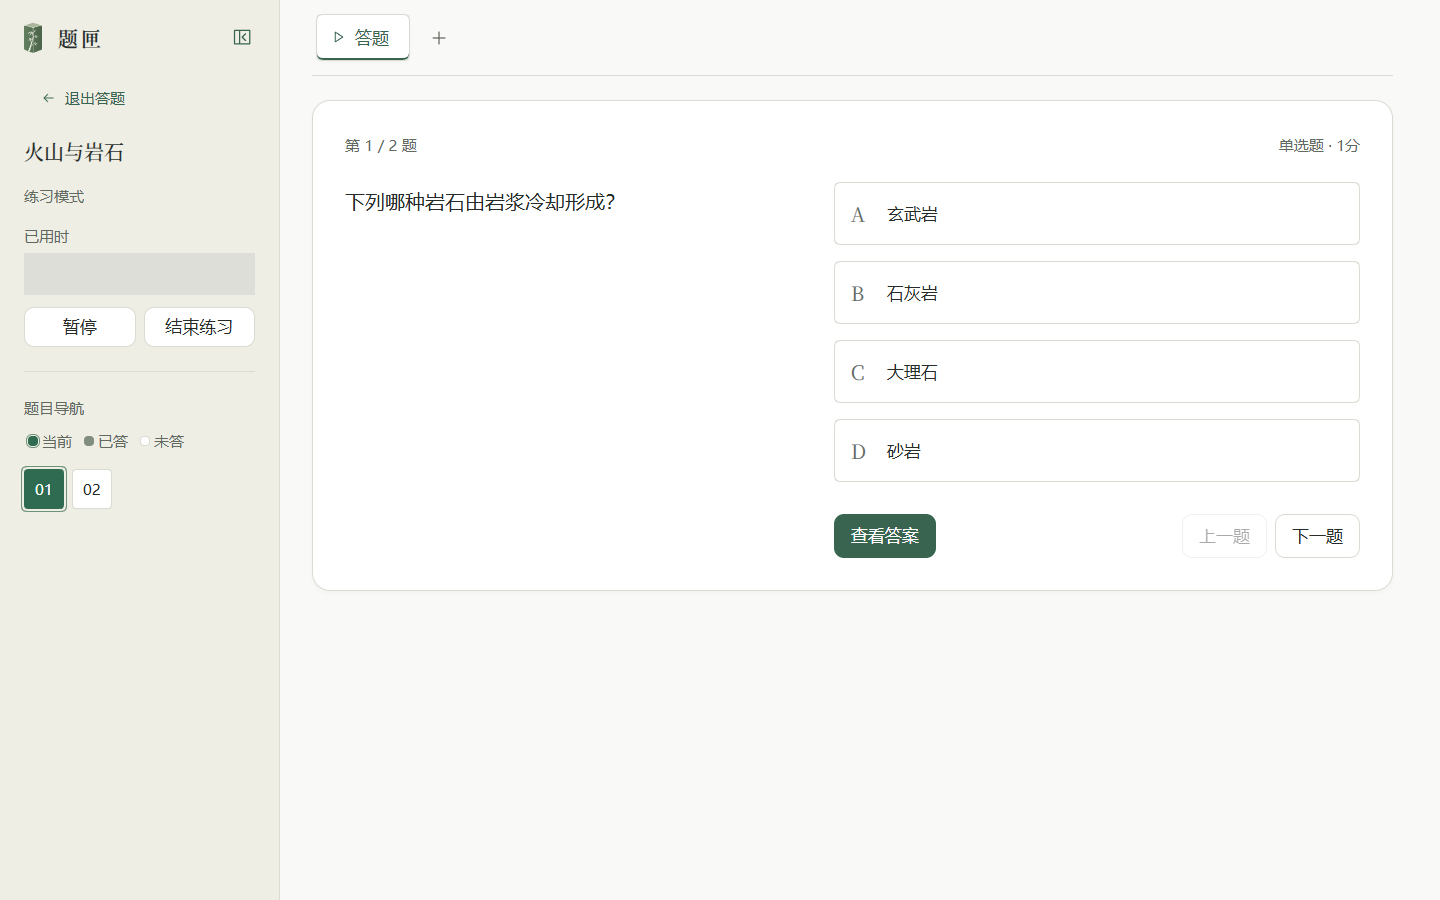 题匣
退出答题
火山与岩石
练习模式
已用时
暂停
结束练习
题目导航
当前
已答
未答
01
02
答题
第 1 / 2 题
单选题 · 1分
下列哪种岩石由岩浆冷却形成？
A 玄武岩
B 石灰岩
C 大理石
D 砂岩
查看答案
上一题
下一题